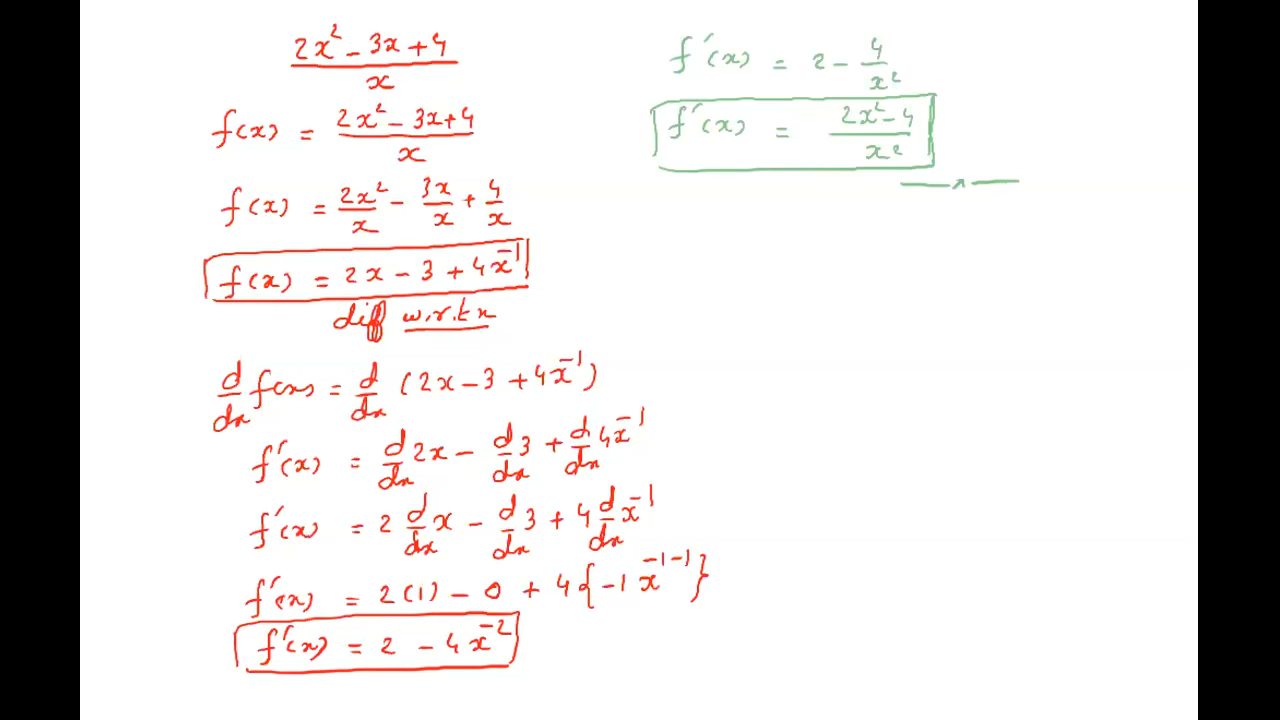 (2x² - 3x + 4)/x
f(x) = (2x² - 3x + 4)/x
f(x) = 2x²/x - 3x/x + 4/x
f(x) = 2x - 3 + 4x⁻¹
diff w.r.t x
d/dx f(x) = d/dx (2x - 3 + 4x⁻¹)
f'(x) = d/dx 2x - d/dx 3 + d/dx 4x⁻¹
f'(x) = 2 d/dx x - d/dx 3 + 4 d/dx x⁻¹
f'(x) = 2(1) - 0 + 4{-1 x⁻¹⁻¹}
f'(x) = 2 - 4x⁻²
f'(x) = 2 - 4/x²
f'(x) = (2x² - 4)/x²